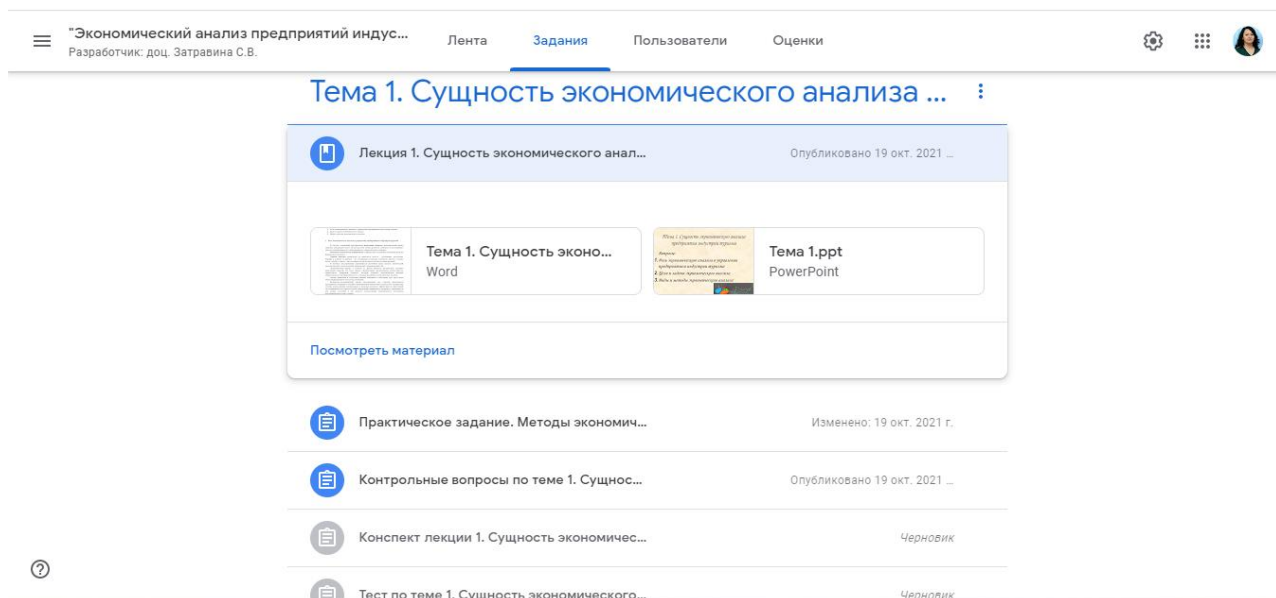 "Экономический анализ предприятий индус...
Разработчик: доц. Затравина С.В.
Лента
Задания
Пользователи
Оценки
Тема 1. Сущность экономического анализа ...
Лекция 1. Сущность экономического анал...
Опубликовано 19 окт. 2021 ...
Тема 1. Сущность эконо...
Word
Тема 1.ppt
PowerPoint
Посмотреть материал
Практическое задание. Методы экономич...
Изменено: 19 окт. 2021 г.
Контрольные вопросы по теме 1. Сущнос...
Опубликовано 19 окт. 2021 ...
Конспект лекции 1. Сущность экономичес...
Черновик
Тест по теме 1. Сущность экономического...
Черновик